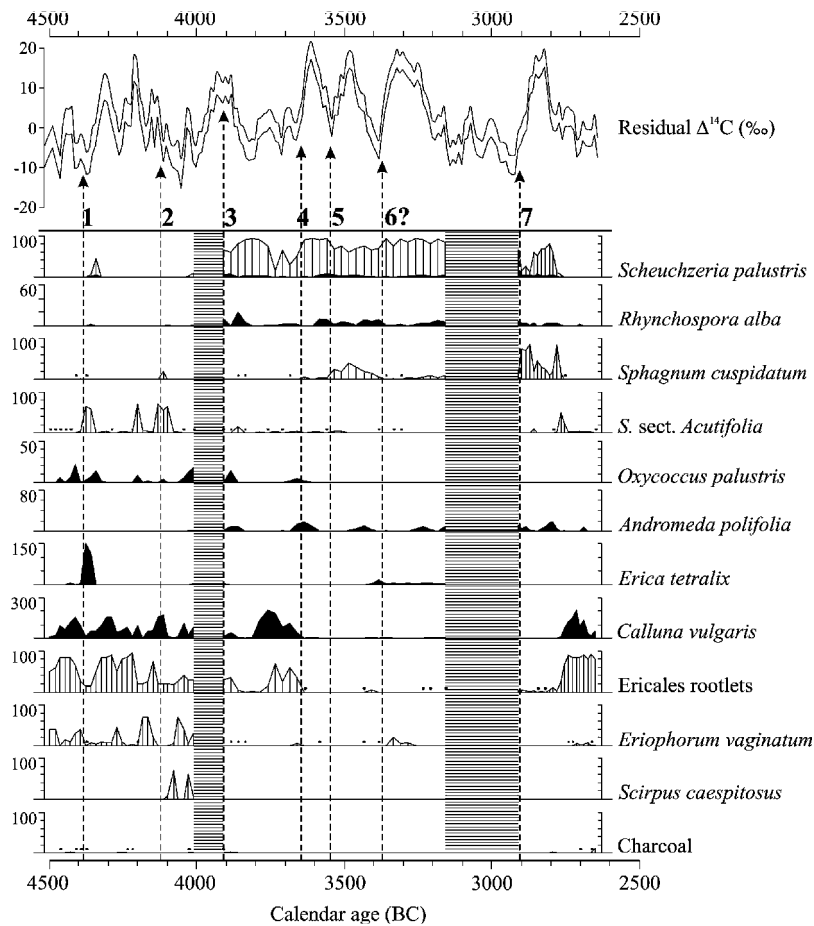 4500 4000 3500 3000 2500
20
10
0
-10
-20
Residual Δ¹⁴C (‰)
1 2 3 4 5 6? 7
100 Scheuchzeria palustris
60 Rhynchospora alba
100 Sphagnum cuspidatum
100 S. sect. Acutifolia
50 Oxycoccus palustris
80 Andromeda polifolia
150 Erica tetralix
300 Calluna vulgaris
100 Ericales rootlets
100 Eriophorum vaginatum
100 Scirpus caespitosus
100 Charcoal
4500 4000 3500 3000 2500
Calendar age (BC)